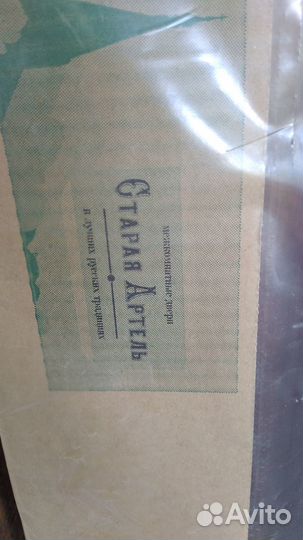 межкомнатные двери
СТАРАЯ АРТЕЛЬ
в лучших русских традициях
Avito